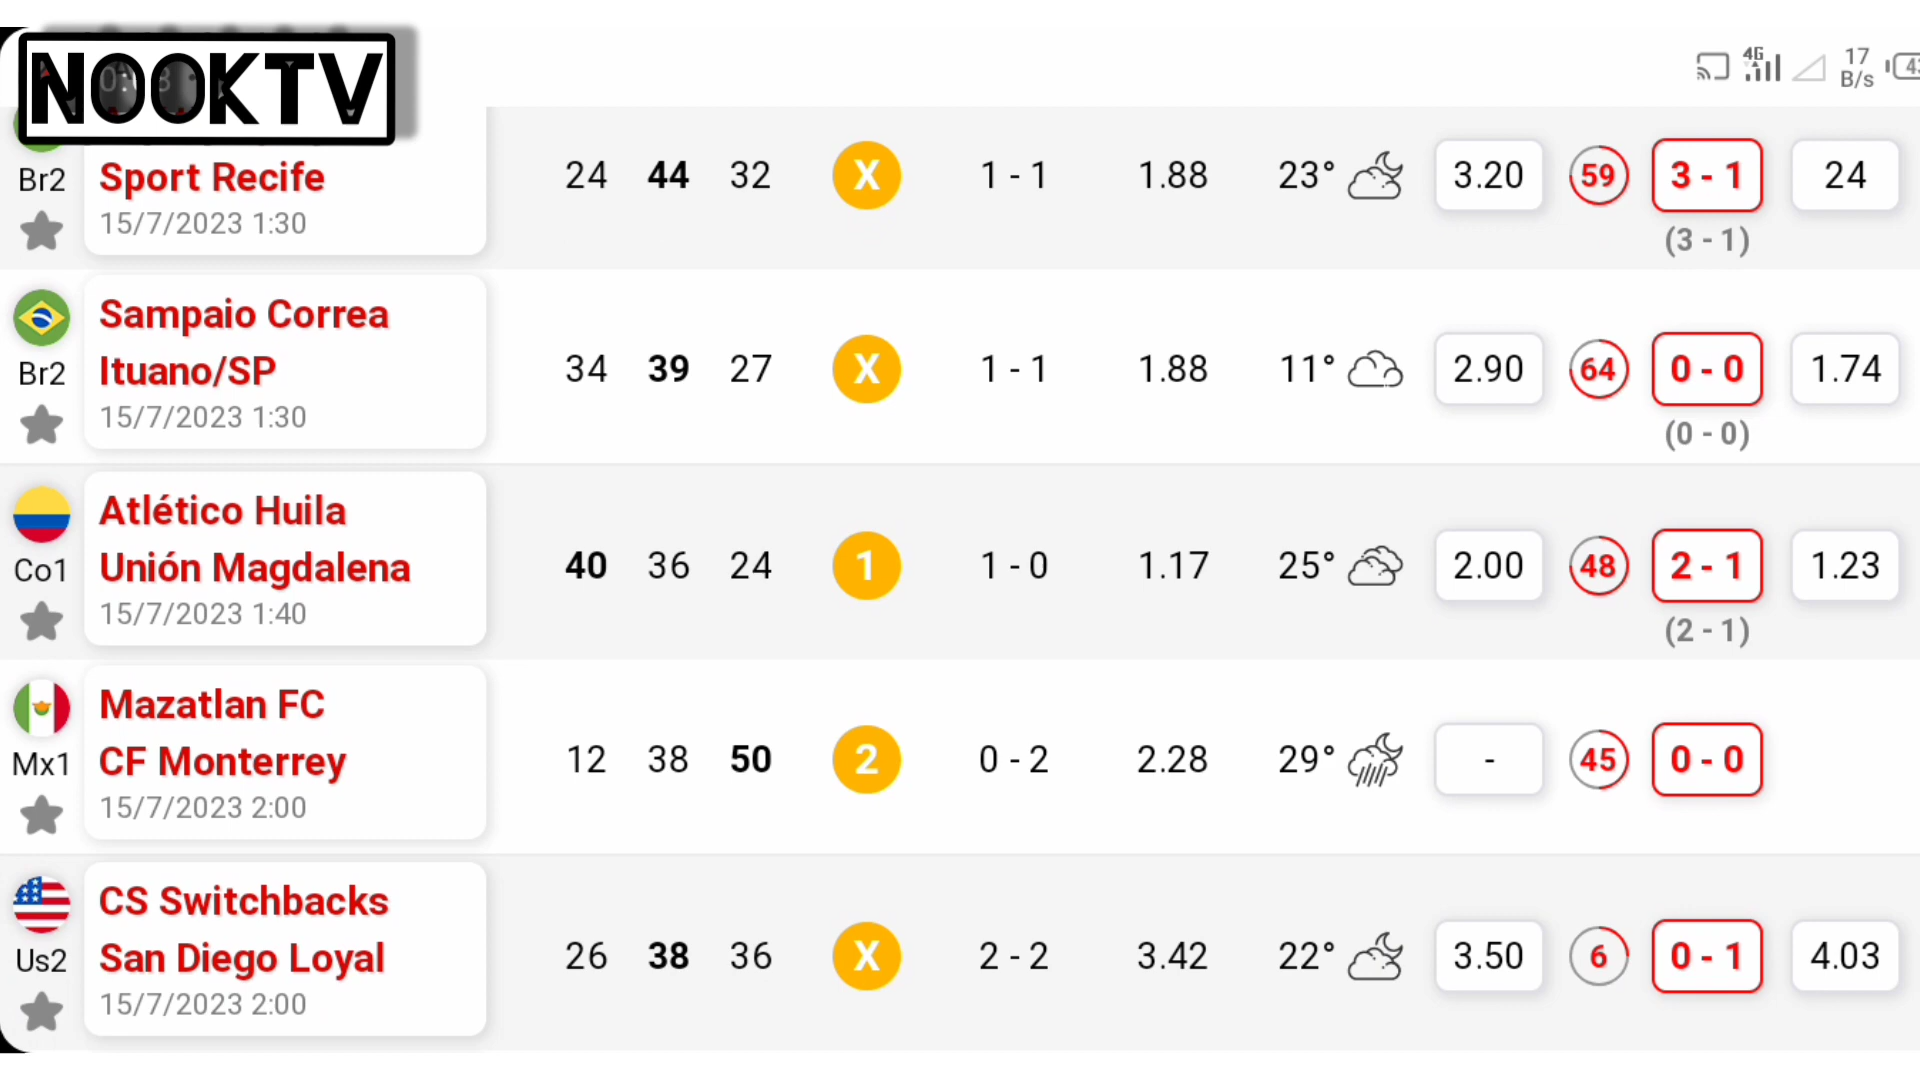 NOOKTV
4G 17 B/s
Br2 Sport Recife 24 44 32 X 1 - 1 1.88 23° 3.20 59 3 - 1 24
15/7/2023 1:30 (3 - 1)
Sampaio Correa
Br2 Ituano/SP 34 39 27 X 1 - 1 1.88 11° 2.90 64 0 - 0 1.74
15/7/2023 1:30 (0 - 0)
Atlético Huila
Co1 Unión Magdalena 40 36 24 1 1 - 0 1.17 25° 2.00 48 2 - 1 1.23
15/7/2023 1:40 (2 - 1)
Mazatlan FC
Mx1 CF Monterrey 12 38 50 2 0 - 2 2.28 29° - 45 0 - 0
15/7/2023 2:00
CS Switchbacks
Us2 San Diego Loyal 26 38 36 X 2 - 2 3.42 22° 3.50 6 0 - 1 4.03
15/7/2023 2:00